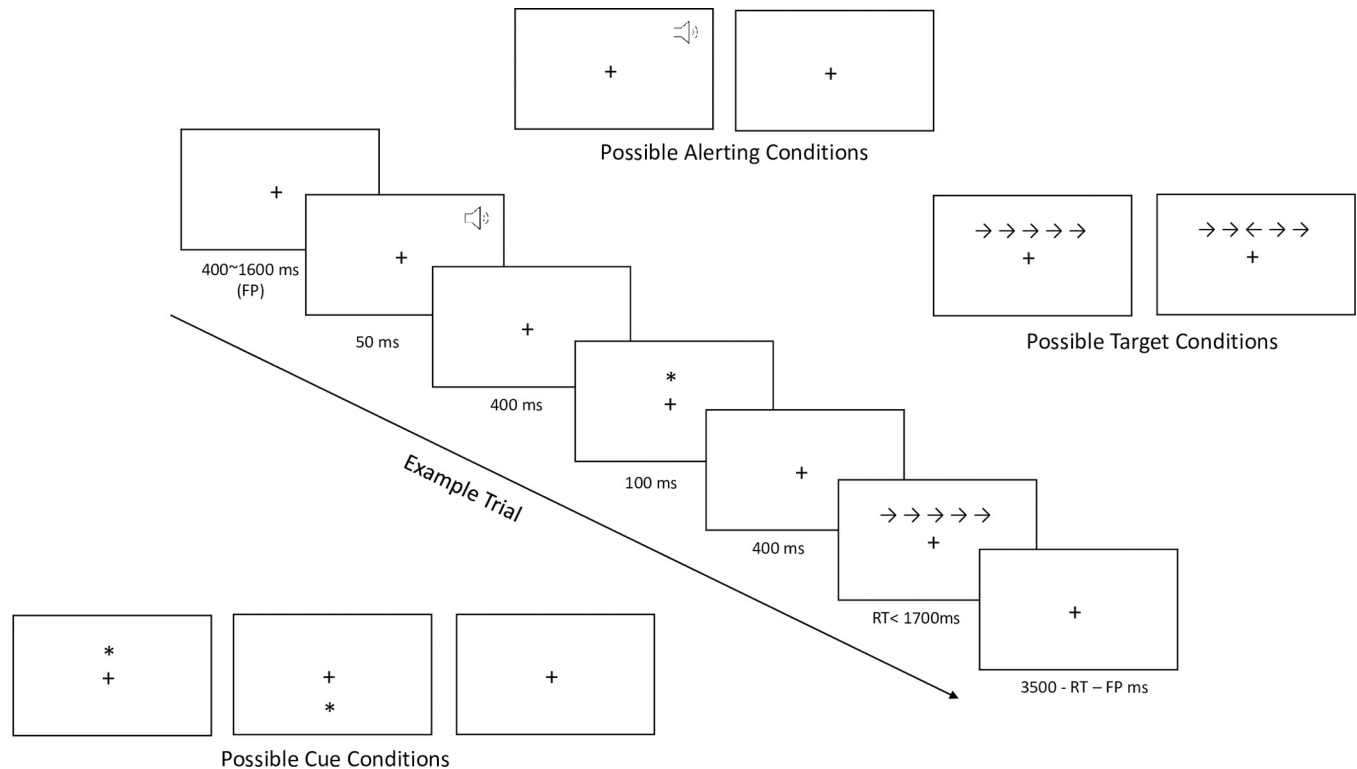 Possible Alerting Conditions
400~1600 ms
(FP)
50 ms
400 ms
100 ms
400 ms
RT< 1700ms
3500 - RT – FP ms
Example Trial
→→→→→
→→→→→
→→←→→
Possible Target Conditions
Possible Cue Conditions